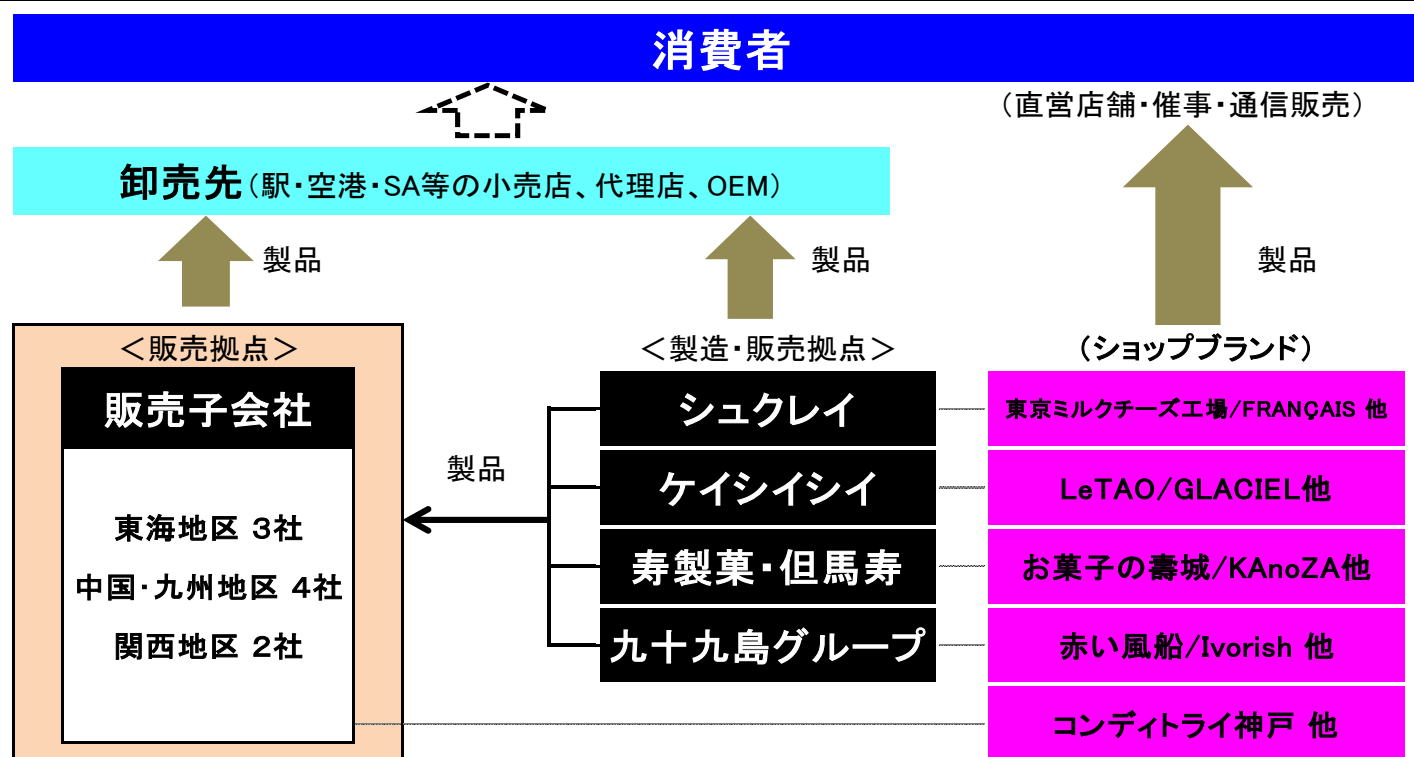 消費者
（直営店舗・催事・通信販売）
卸売先（駅・空港・SA等の小売店、代理店、OEM）
製品
製品
製品
＜販売拠点＞
販売子会社
東海地区 3社
中国・九州地区 4社
関西地区 2社
製品
＜製造・販売拠点＞
シュクレイ
ケイシイシイ
寿製菓・但馬寿
九十九島グループ
（ショップブランド）
東京ミルクチーズ工場/FRANÇAIS 他
LeTAO/GLACIEL他
お菓子の壽城/KAnoZA他
赤い風船/Ivorish 他
コンディトライ神戸 他